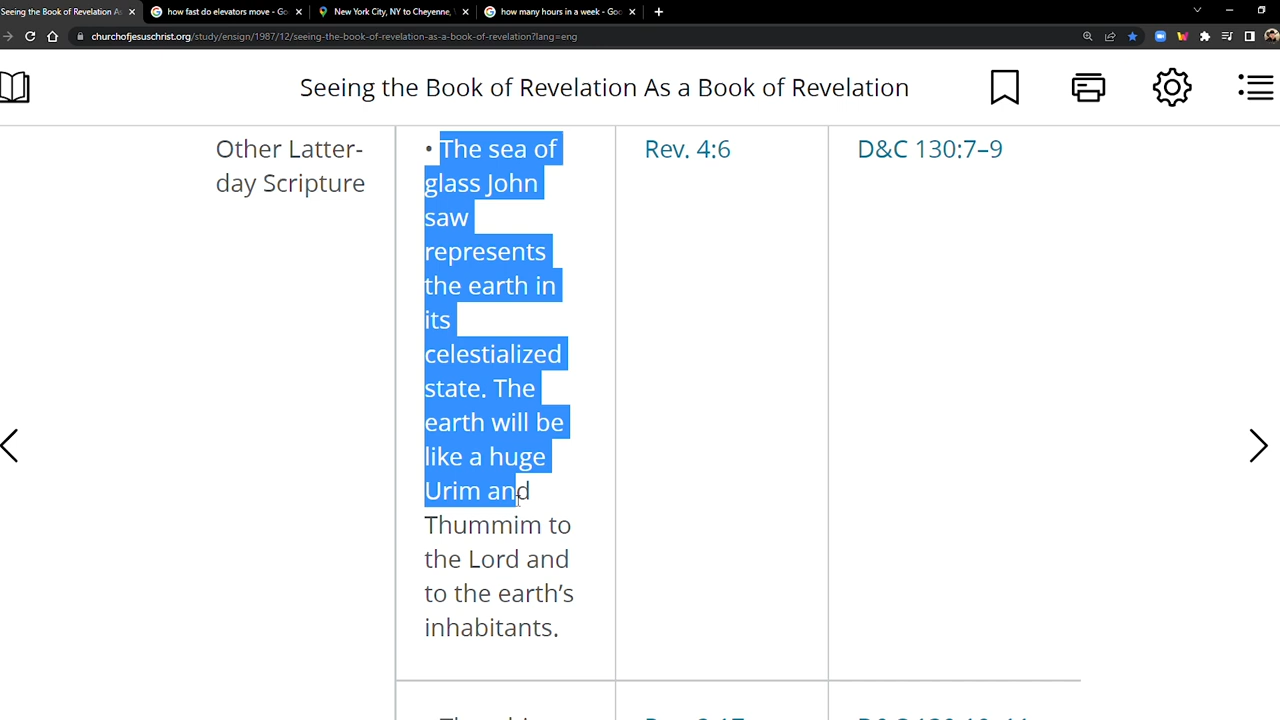 Seeing the Book of Revelation As
how fast do elevators move - Go
New York City, NY to Cheyenne,
how many hours in a week - Goo
churchofjesuschrist.org/study/ensign/1987/12/seeing-the-book-of-revelation-as-a-book-of-revelation?lang=eng
Seeing the Book of Revelation As a Book of Revelation
Other Latter-
day Scripture
• The sea of
glass John
saw
represents
the earth in
its
celestialized
state. The
earth will be
like a huge
Urim and
Thummim to
the Lord and
to the earth's
inhabitants.
Rev. 4:6
D&C 130:7–9